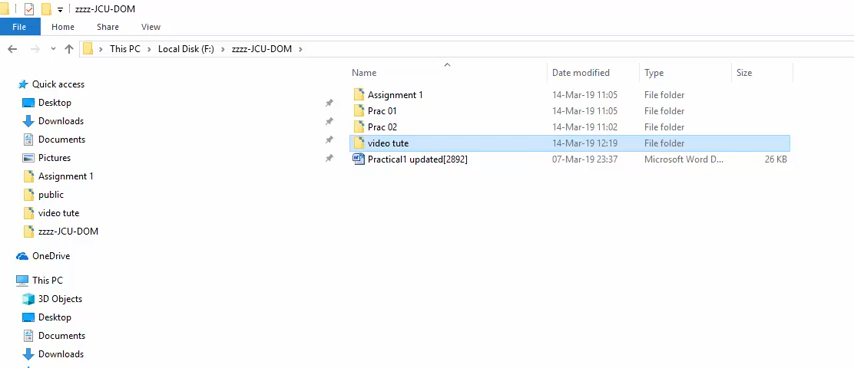 zzzz-JCU-DOM
File Home Share View
This PC Local Disk (F:) zzzz-JCU-DOM
Name Date modified Type Size
Quick access
Desktop
Downloads
Documents
Pictures
Assignment 1
public
video tute
zzzz-JCU-DOM
OneDrive
This PC
3D Objects
Desktop
Documents
Downloads
Assignment 1 14-Mar-19 11:05 File folder
Prac 01 14-Mar-19 11:05 File folder
Prac 02 14-Mar-19 11:02 File folder
video tute 14-Mar-19 12:19 File folder
Practical1 updated[2892] 07-Mar-19 23:37 Microsoft Word D... 26 KB